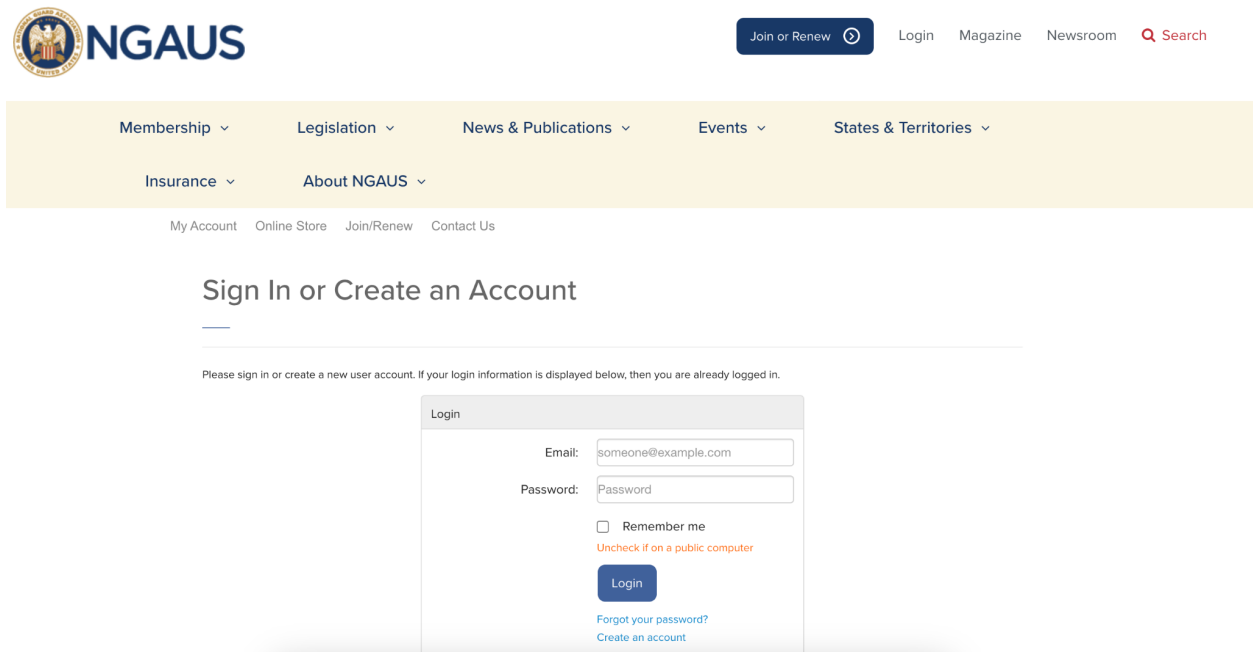 NGAUS
Join or Renew
Login
Magazine
Newsroom
Search
Membership
Legislation
News & Publications
Events
States & Territories
Insurance
About NGAUS
My Account
Online Store
Join/Renew
Contact Us
Sign In or Create an Account
Please sign in or create a new user account. If your login information is displayed below, then you are already logged in.
Login
Email:
someone@example.com
Password:
Password
Remember me
Uncheck if on a public computer
Login
Forgot your password?
Create an account